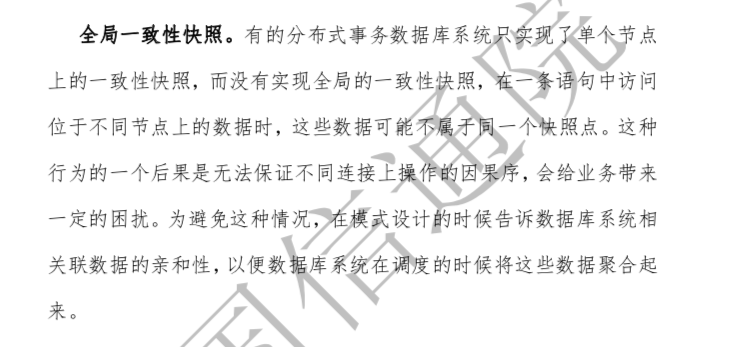 全局一致性快照。有的分布式事务数据库系统只实现了单个节点
上的一致性快照，而没有实现全局的一致性快照，在一条语句中访问
位于不同节点上的数据时，这些数据可能不属于同一个快照点。这种
行为的一个后果是无法保证不同连接上操作的因果序，会给业务带来
一定的困扰。为避免这种情况，在模式设计的时候告诉数据库系统相
关联数据的亲和性，以便数据库系统在调度的时候将这些数据聚合起
来。
国信通院